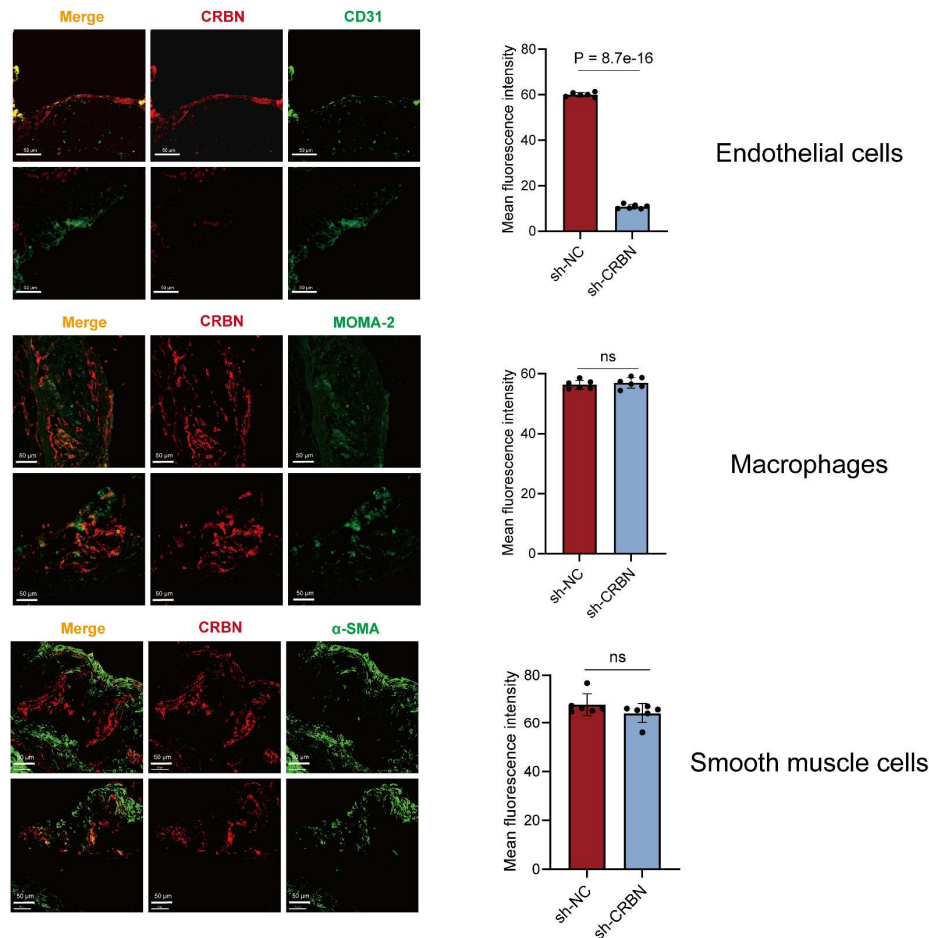 Merge CRBN CD31
50 μm 50 μm 50 μm
50 μm 50 μm 50 μm
Mean fluorescence intensity
80
60
40
20
0
P = 8.7e-16
sh-NC
sh-CRBN
Endothelial cells
Merge CRBN MOMA-2
50 μm 50 μm 50 μm
50 μm 50 μm 50 μm
Mean fluorescence intensity
60
40
20
0
ns
sh-NC
sh-CRBN
Macrophages
Merge CRBN α-SMA
50 μm 50 μm 50 μm
50 μm 50 μm 50 μm
Mean fluorescence intensity
80
60
40
20
0
ns
sh-NC
sh-CRBN
Smooth muscle cells